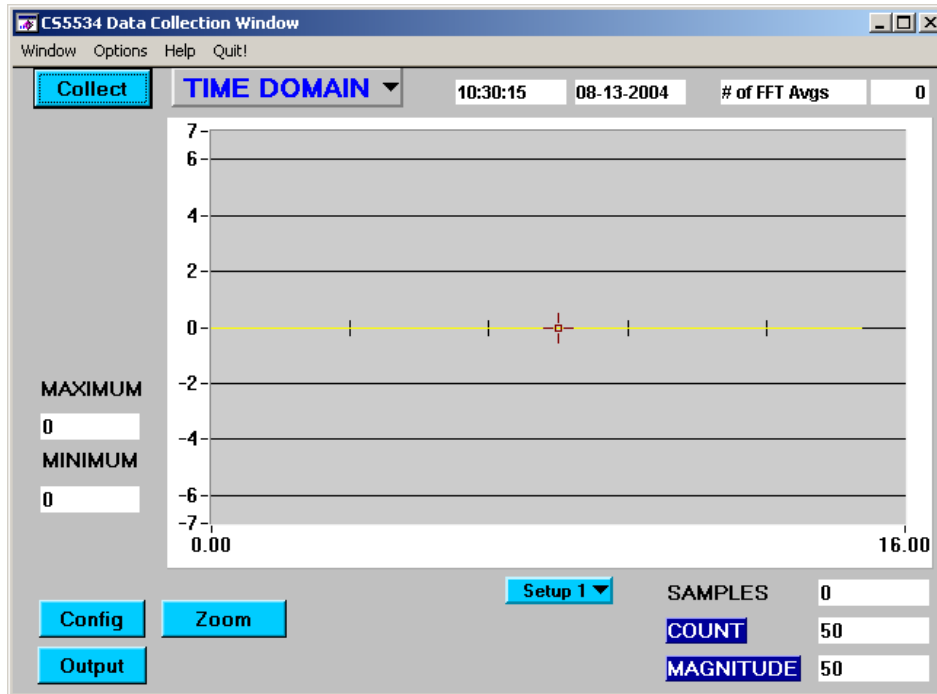 CS5534 Data Collection Window
Window Options Help Quit!
Collect
TIME DOMAIN
10:30:15
08-13-2004
# of FFT Avgs
0
7
6
4
2
0
-2
-4
-6
-7
0.00
16.00
MAXIMUM
0
MINIMUM
0
Setup 1
SAMPLES
0
Config
Zoom
COUNT
50
Output
MAGNITUDE
50